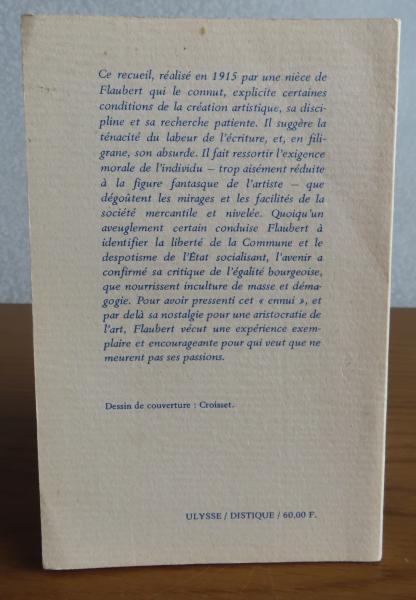 Ce recueil, réalisé en 1915 par une nièce de
Flaubert qui le connut, explicite certaines
conditions de la création artistique, sa disci-
pline et sa recherche patiente. Il suggère la
ténacité du labeur de l'écriture, et, en fili-
grane, son absurde. Il fait ressortir l'exigence
morale de l'individu — trop aisément réduite
à la figure fantasque de l'artiste — que
dégoûtent les mirages et les facilités de la
société mercantile et nivelée. Quoiqu'un
aveuglement certain conduise Flaubert à
identifier la liberté de la Commune et le
despotisme de l'État socialisant, l'avenir a
confirmé sa critique de l'égalité bourgeoise,
que nourrissent inculture de masse et déma-
gogie. Pour avoir pressenti cet « ennui », et
par delà sa nostalgie pour une aristocratie de
l'art, Flaubert vécut une expérience exem-
plaire et encourageante pour qui veut que ne
meurent pas ses passions.
Dessin de couverture : Croisset.
ULYSSE / DISTIQUE / 60,00 F.